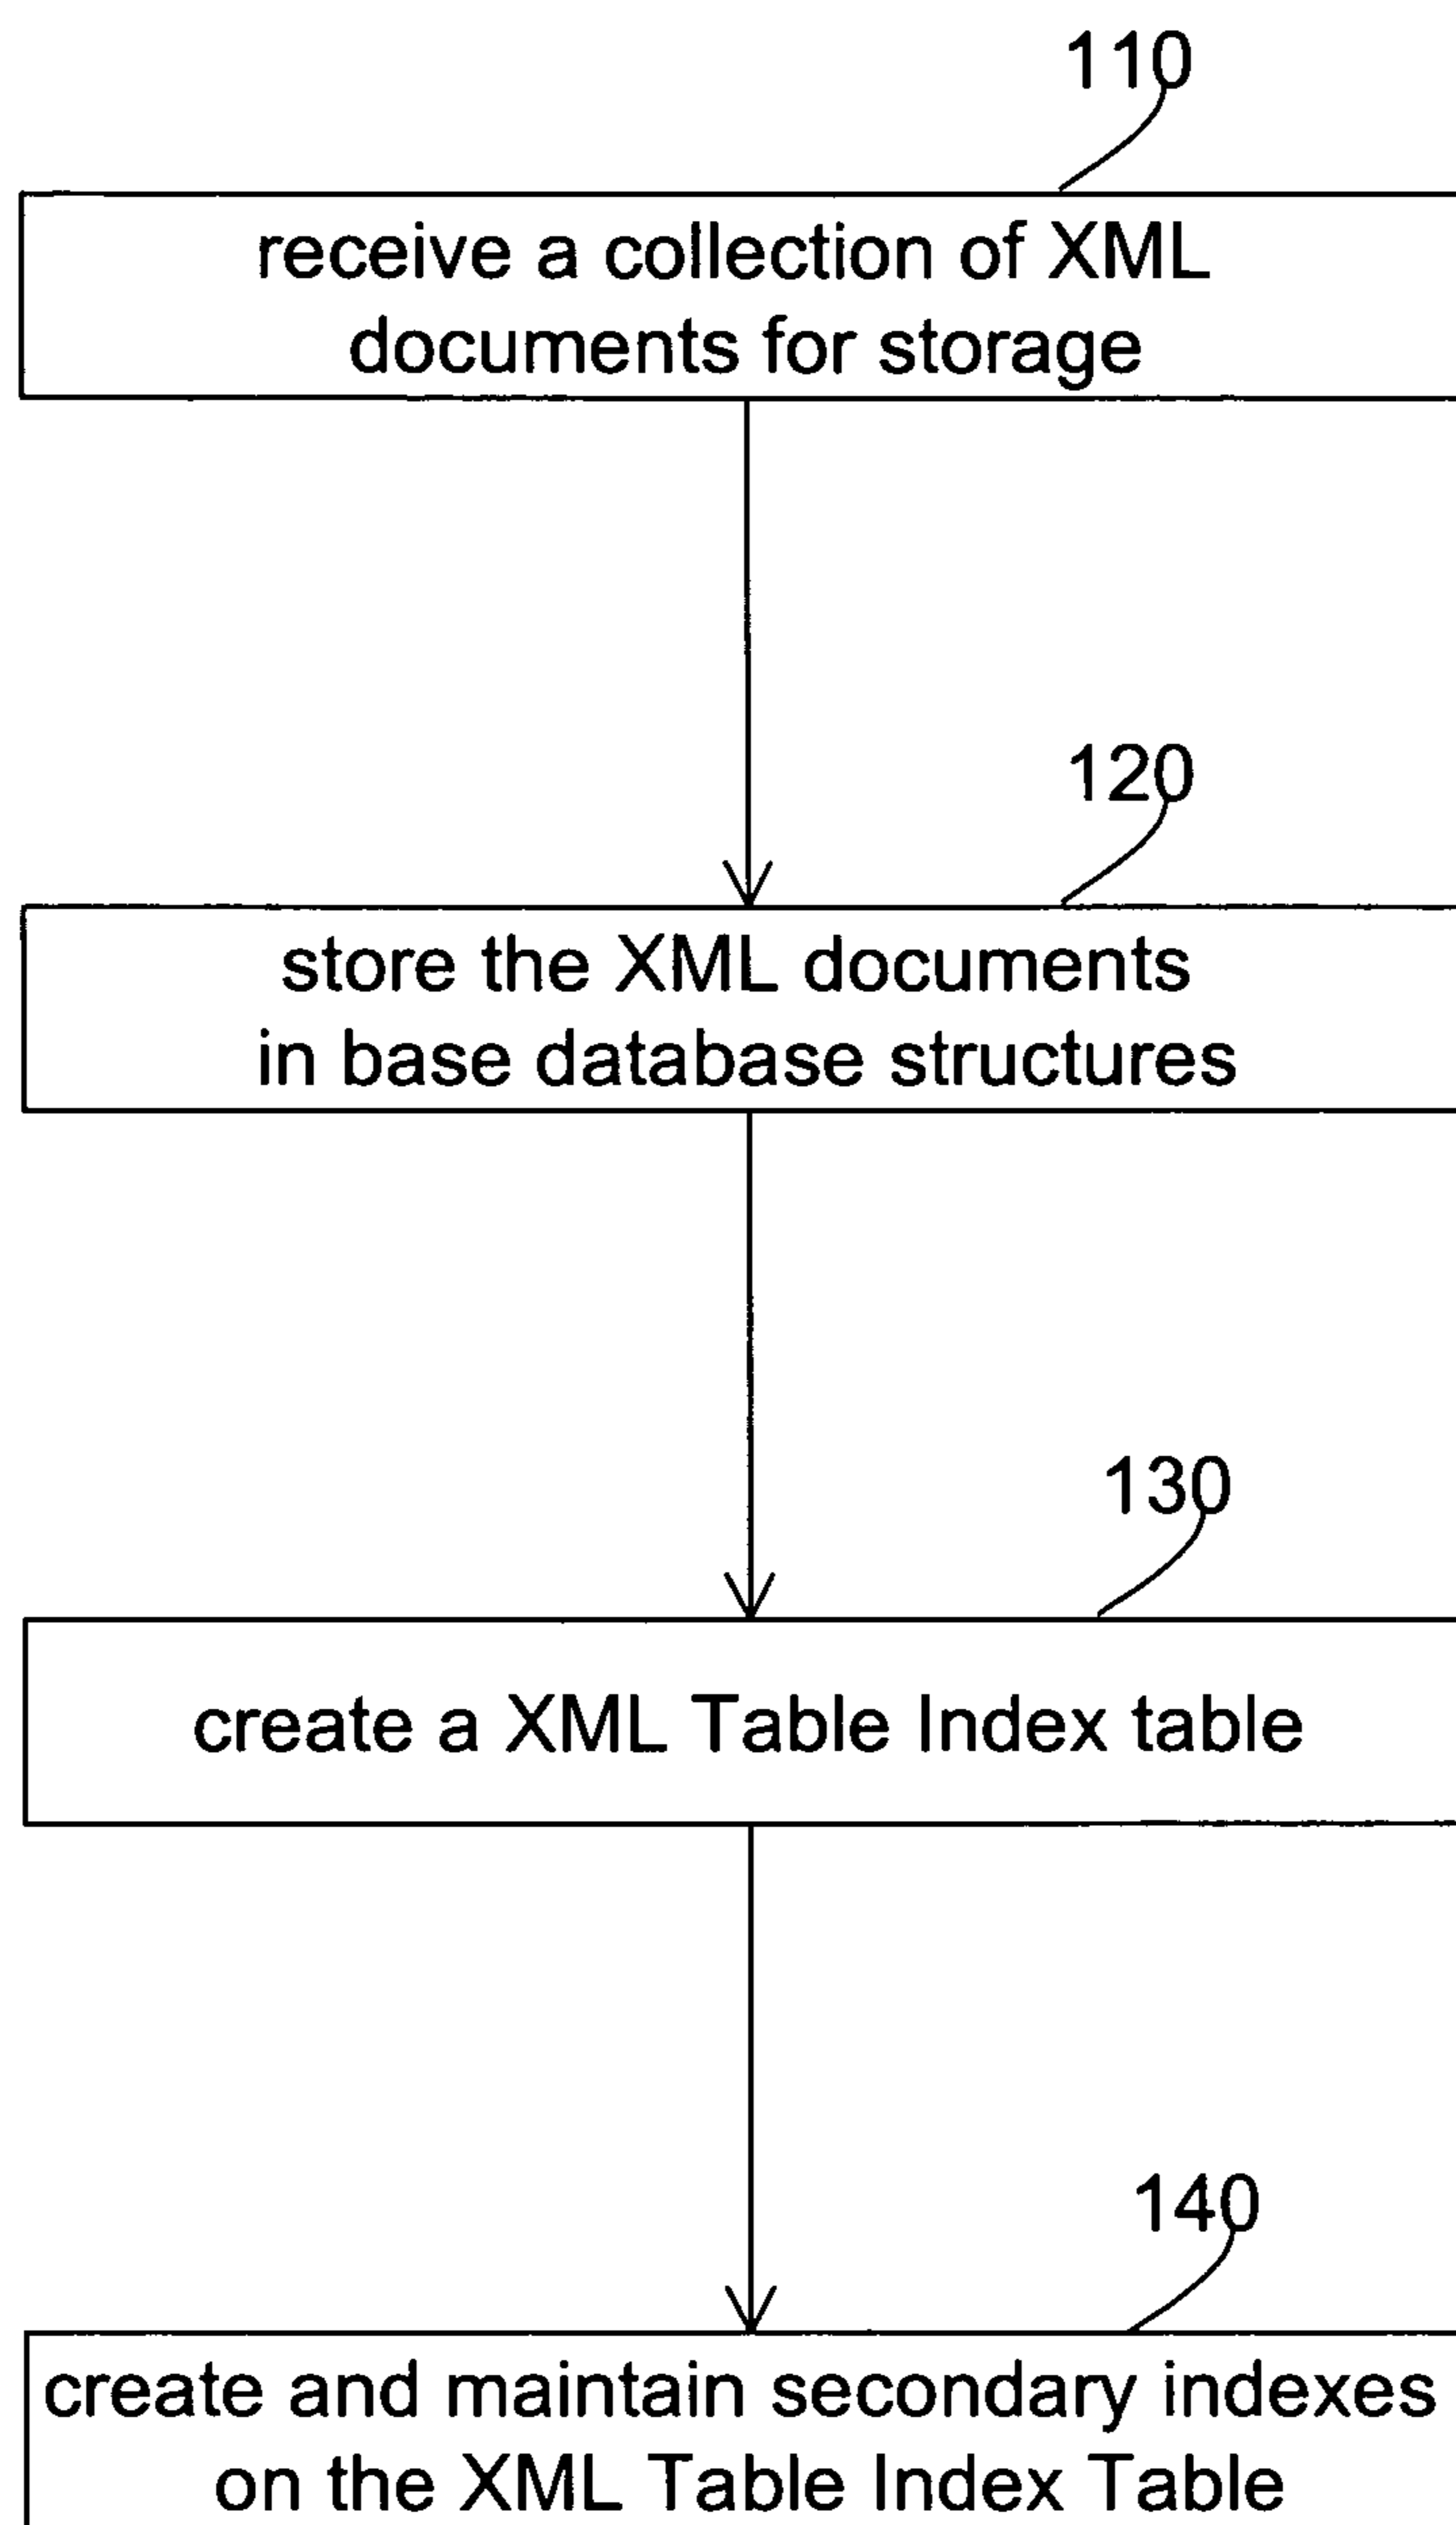 110
receive a collection of XML
documents for storage
120
store the XML documents
in base database structures
130
create a XML Table Index table
140
create and maintain secondary indexes
on the XML Table Index Table